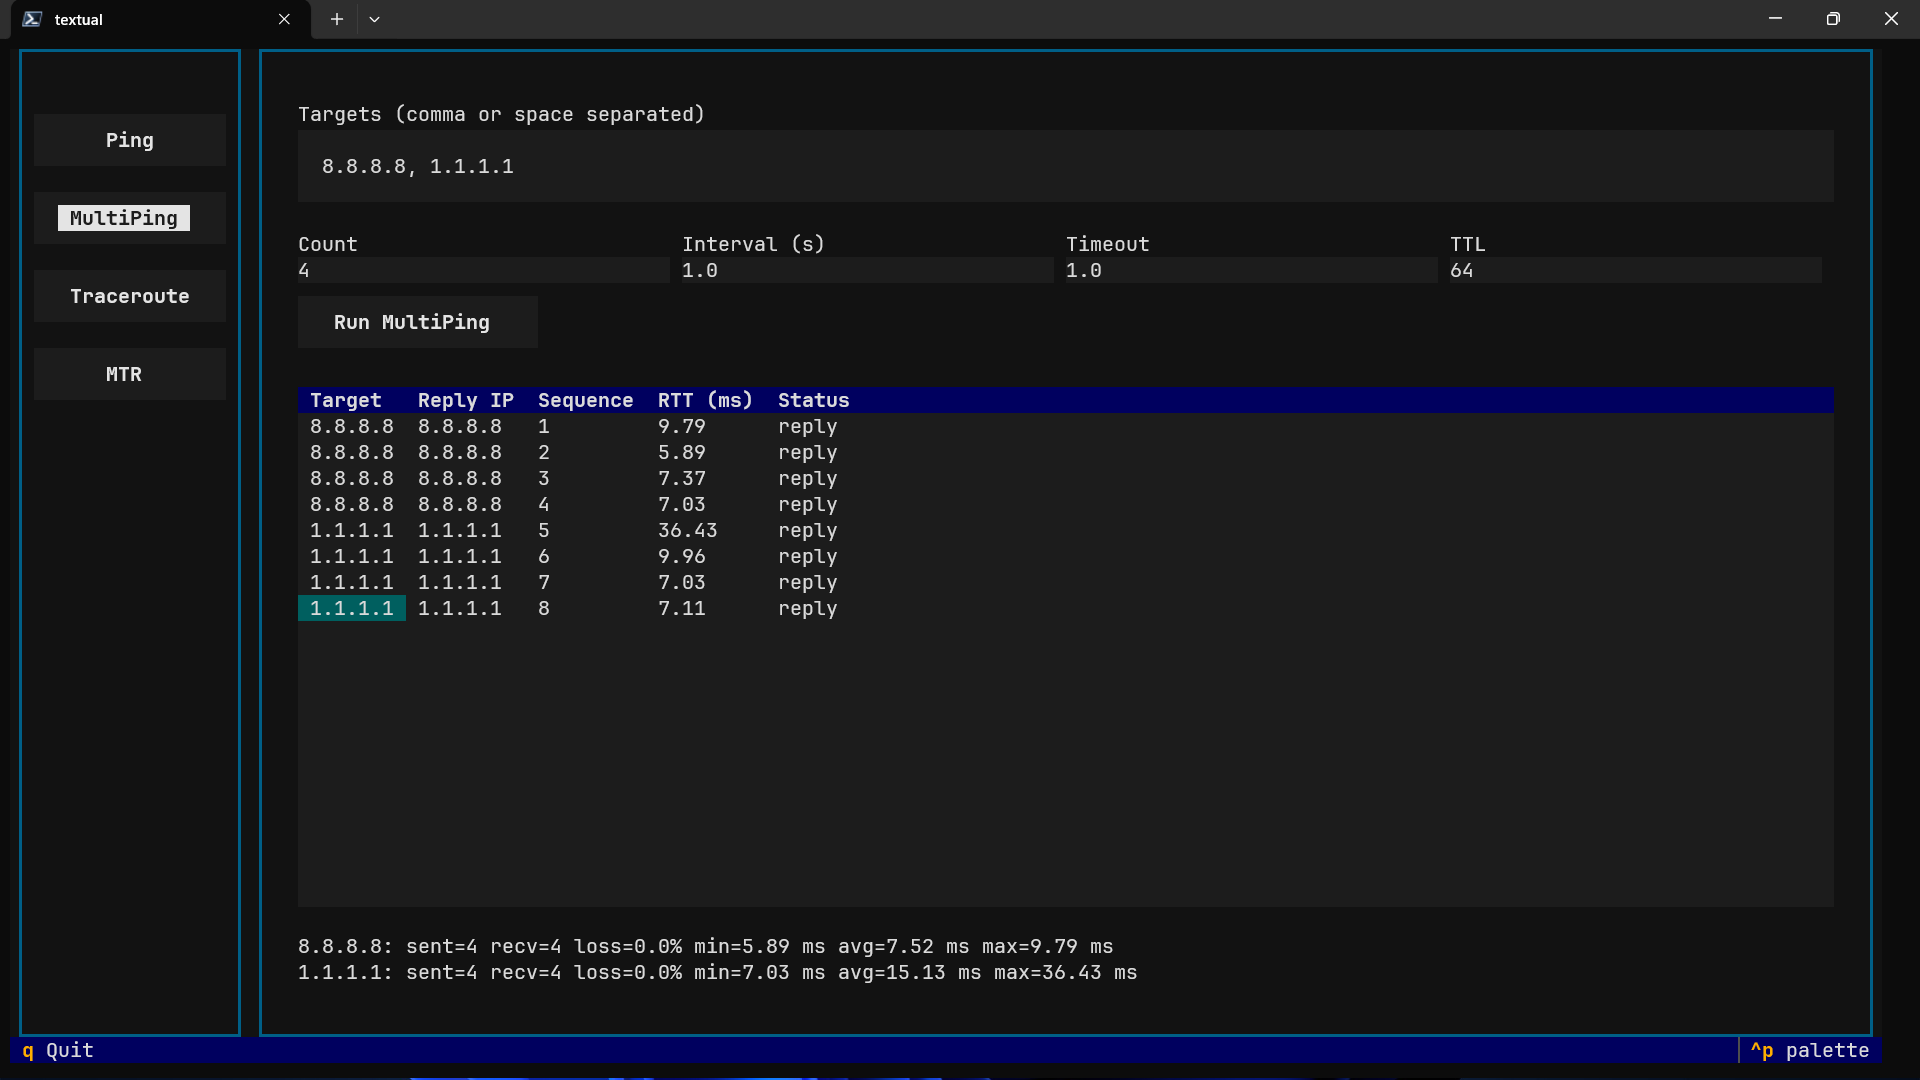 textual
Ping
MultiPing
Traceroute
MTR
Targets (comma or space separated)
8.8.8.8, 1.1.1.1
Count Interval (s) Timeout TTL
4 1.0 1.0 64
Run MultiPing
Target Reply IP Sequence RTT (ms) Status
8.8.8.8 8.8.8.8 1 9.79 reply
8.8.8.8 8.8.8.8 2 5.89 reply
8.8.8.8 8.8.8.8 3 7.37 reply
8.8.8.8 8.8.8.8 4 7.03 reply
1.1.1.1 1.1.1.1 5 36.43 reply
1.1.1.1 1.1.1.1 6 9.96 reply
1.1.1.1 1.1.1.1 7 7.03 reply
1.1.1.1 1.1.1.1 8 7.11 reply
8.8.8.8: sent=4 recv=4 loss=0.0% min=5.89 ms avg=7.52 ms max=9.79 ms
1.1.1.1: sent=4 recv=4 loss=0.0% min=7.03 ms avg=15.13 ms max=36.43 ms
q Quit ^p palette